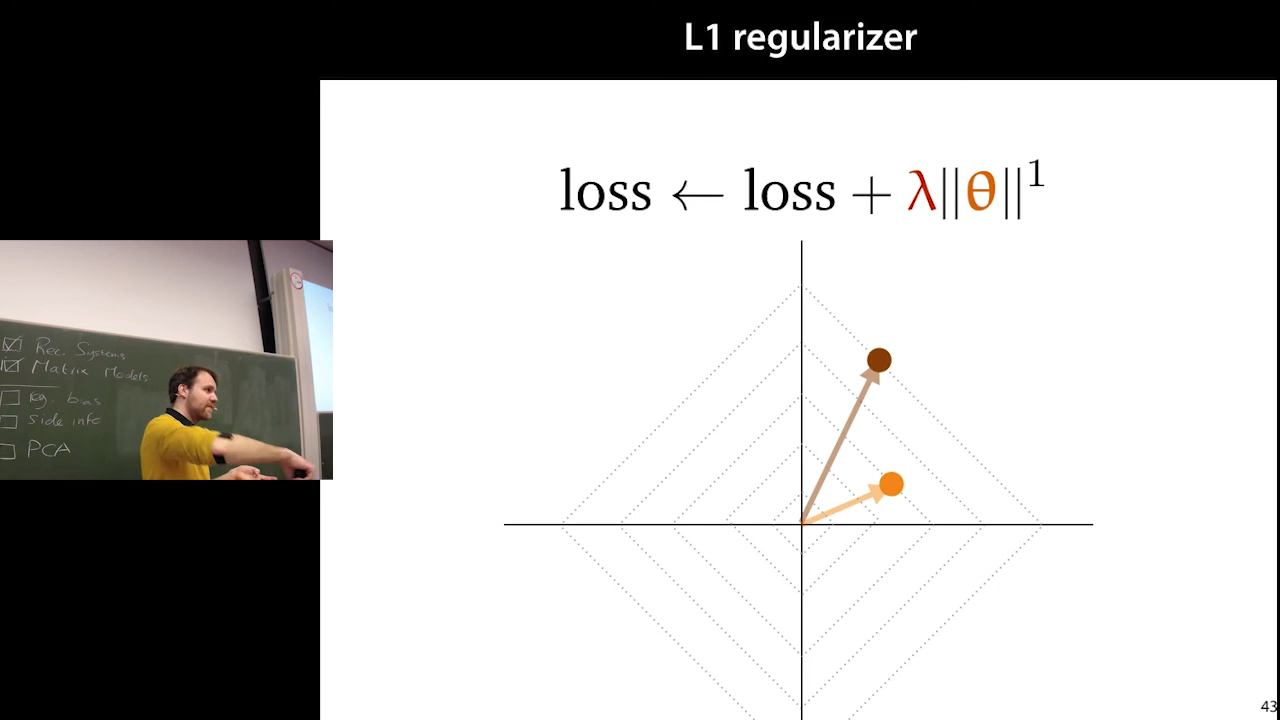 L1 regularizer
loss ← loss + λ||θ||¹
Rec. Systems
Matrix Models
reg. bias
side info
PCA
43